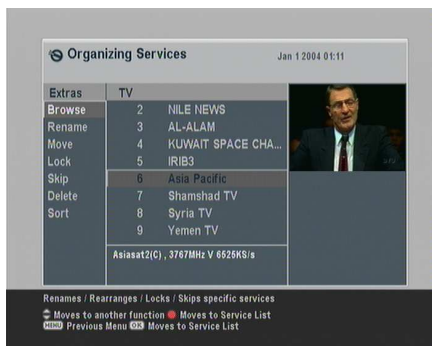 Organizing Services
Jan 1 2004 01:11
Extras
TV
Browse
Rename
Move
Lock
Skip
Delete
Sort
2 NILE NEWS
3 AL-ALAM
4 KUWAIT SPACE CHA...
5 IRIB3
6 Asia Pacific
7 Shamshad TV
8 Syria TV
9 Yemen TV
Asiasat2(C) , 3767MHz V 6525KS/s
Renames / Rearranges / Locks / Skips specific services
Moves to another function Moves to Service List
MENU Previous Menu OK Moves to Service List